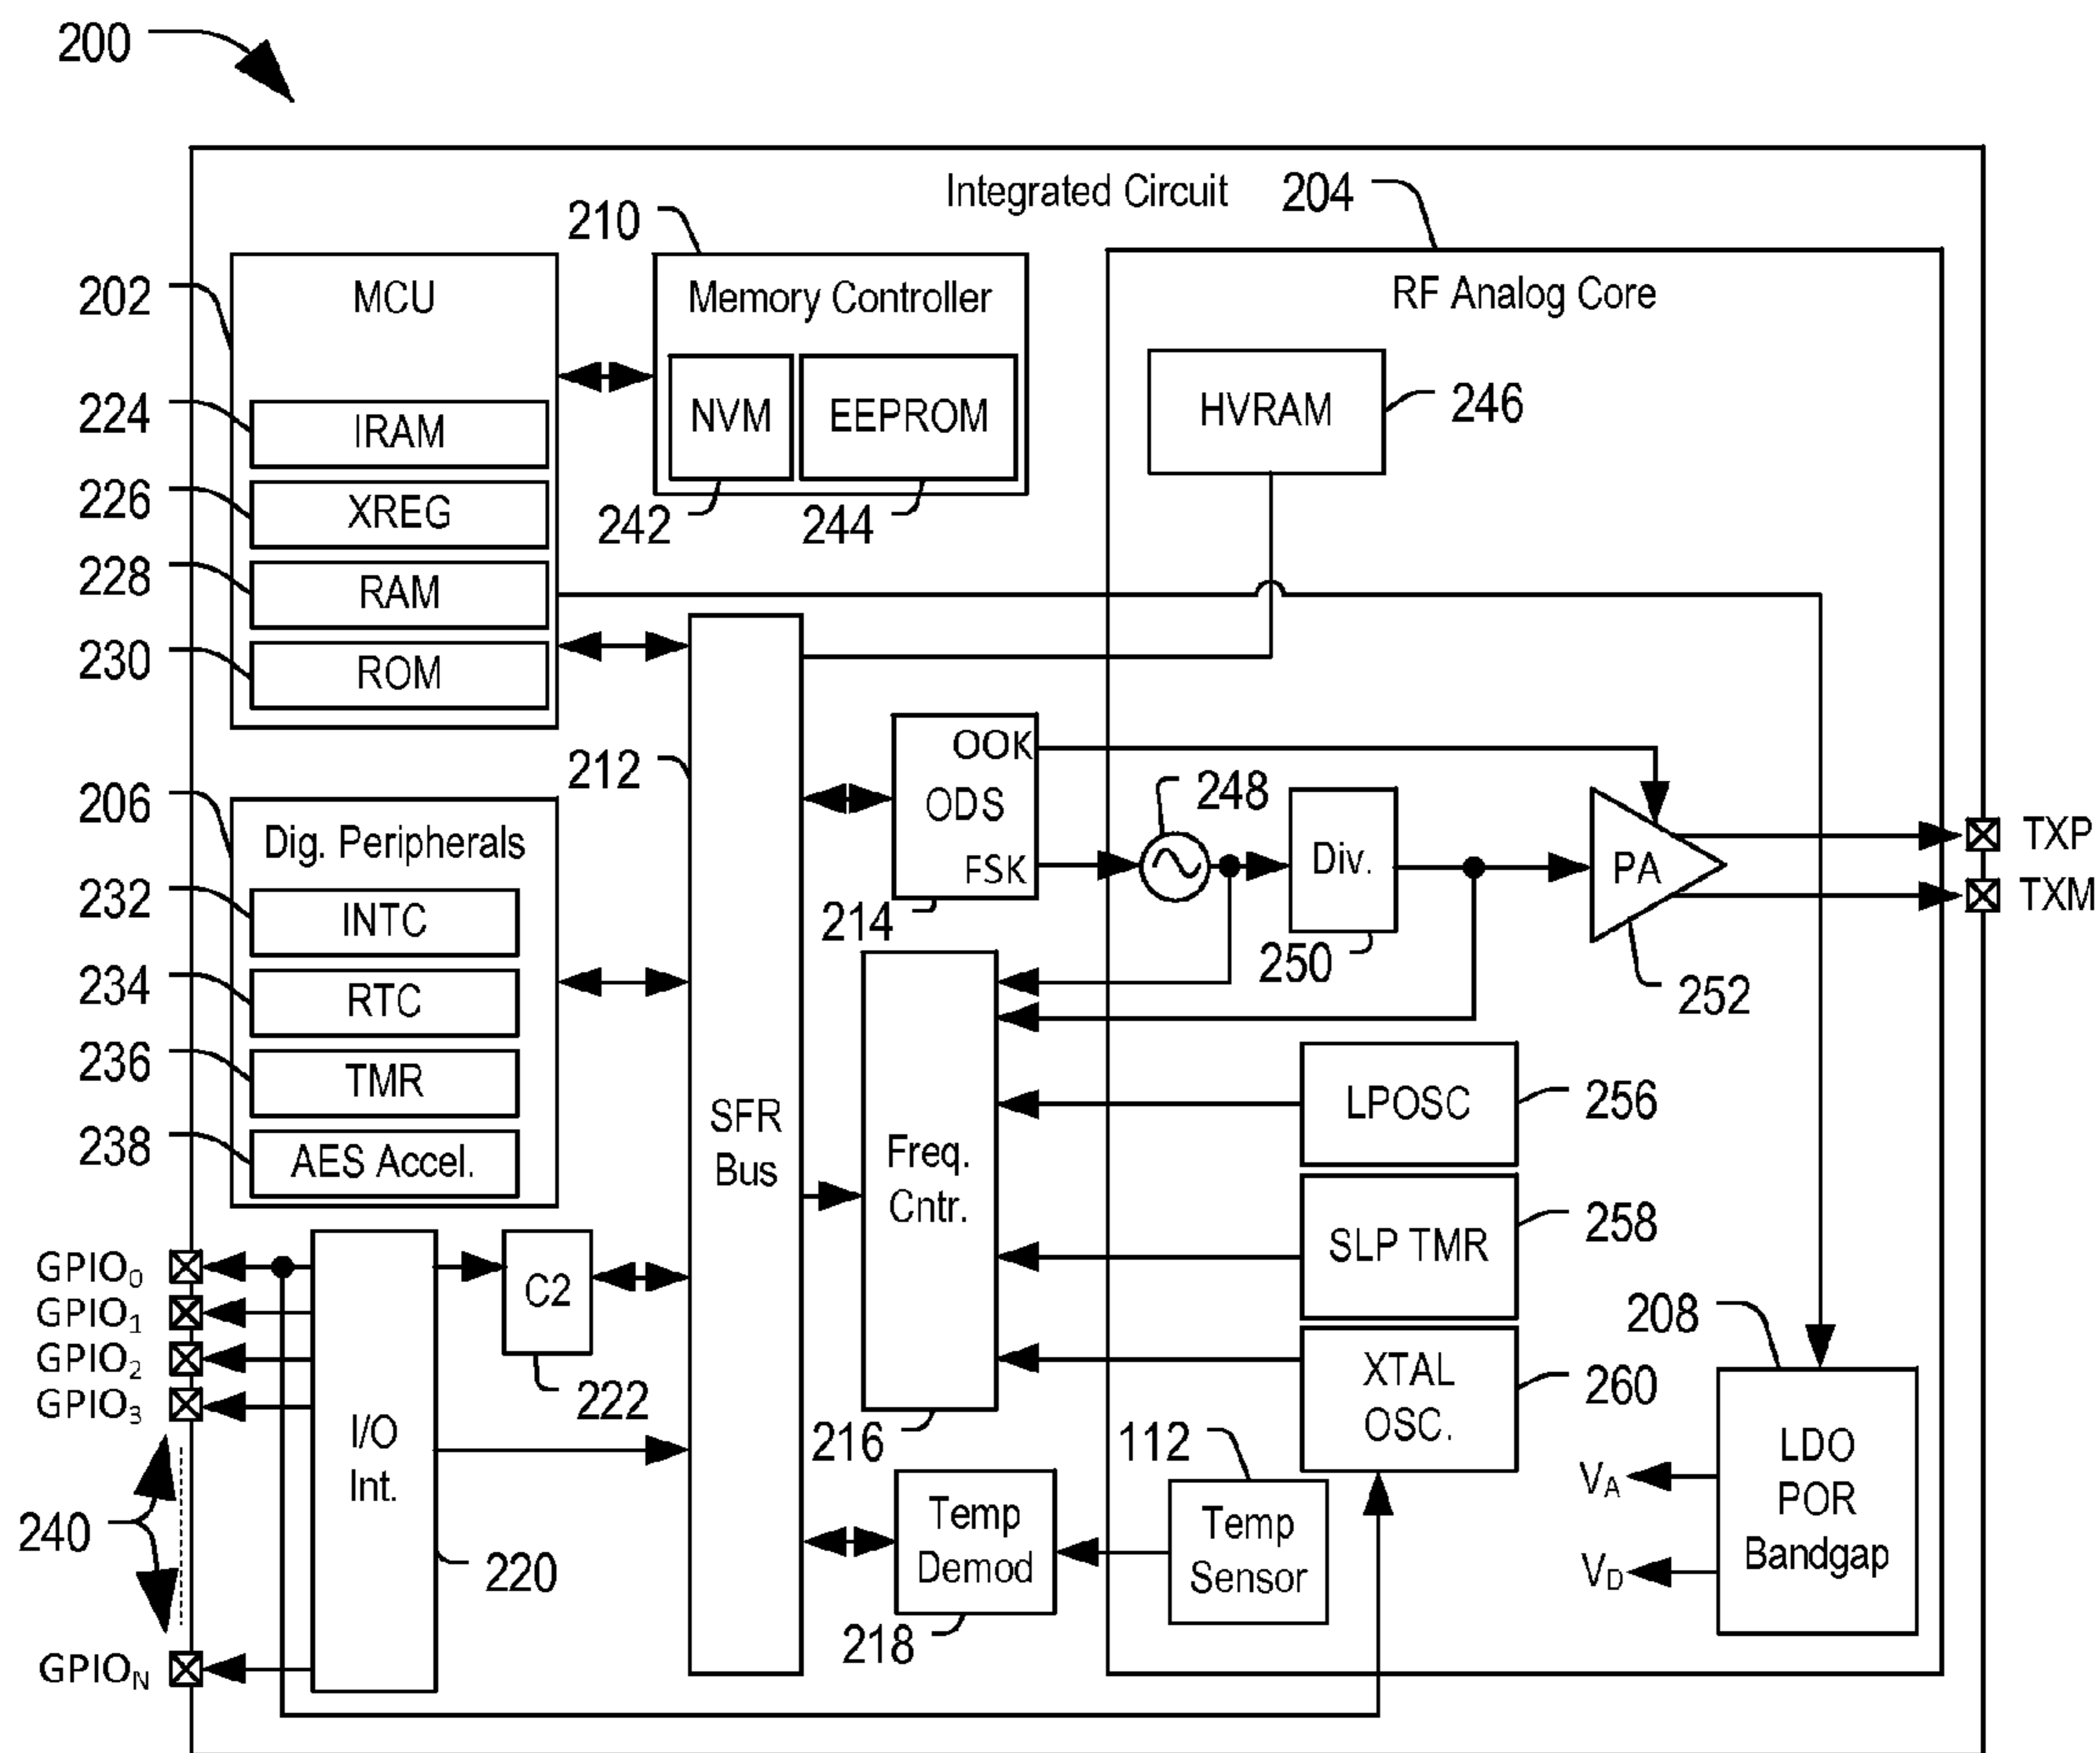 200
Integrated Circuit
204
210
202
MCU
Memory Controller
RF Analog Core
NVM
EEPROM
HVRAM
246
224
IRAM
226
XREG
242
244
228
RAM
230
ROM
212
OOK
ODS
FSK
214
248
Div.
250
PA
252
TXP
TXM
206
Dig. Peripherals
232
INTC
234
RTC
236
TMR
238
AES Accel.
SFR
Bus
Freq.
Cntr.
216
LPOSC
256
SLP TMR
258
XTAL
OSC.
260
208
LDO
POR
Bandgap
VA
VD
GPIO0
GPIO1
GPIO2
GPIO3
240
GPION
I/O
Int.
220
C2
222
Temp
Demod
218
112
Temp
Sensor